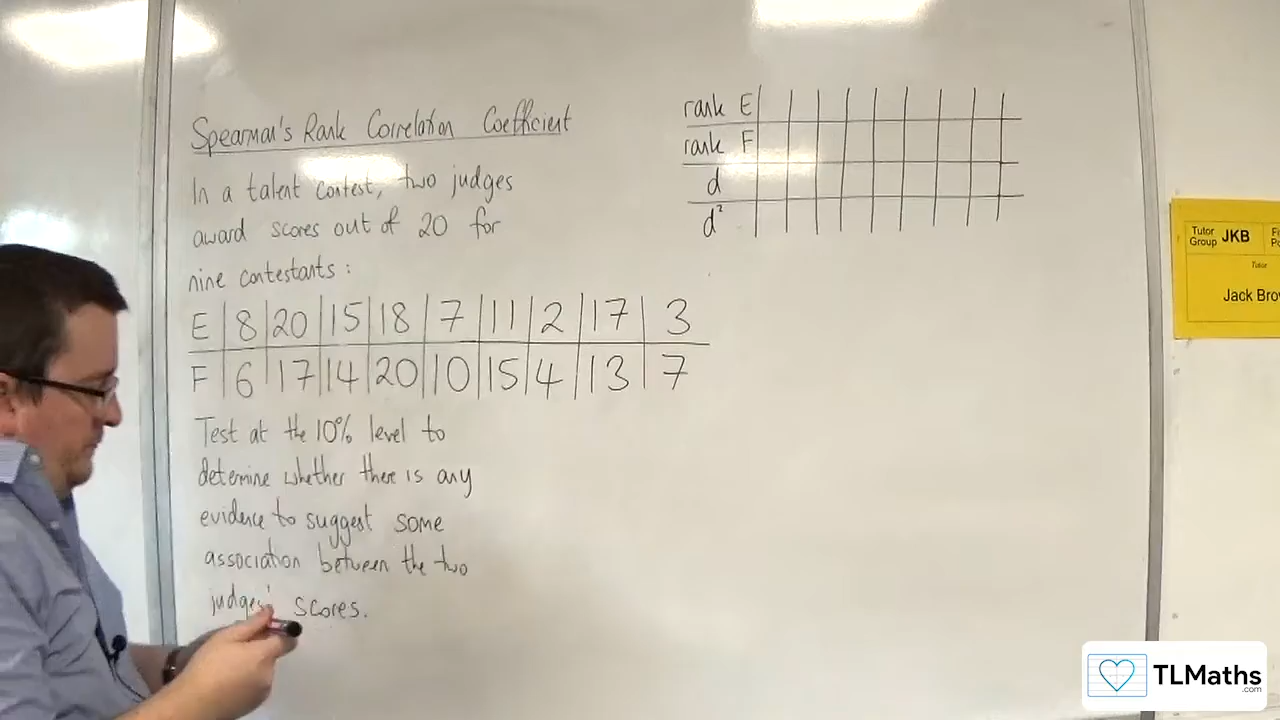 Spearman's Rank Correlation Coefficient
In a talent contest, two judges
award scores out of 20 for
nine contestants :
E 8 20 15 18 7 11 2 17 3
F 6 17 14 20 10 15 4 13 7
Test at the 10% level to
determine whether there is any
evidence to suggest some
association between the two
judges' scores.
rank E
rank F
d
d²
Tutor
Group JKB
Tutor
Jack Bro
TLMaths
.com